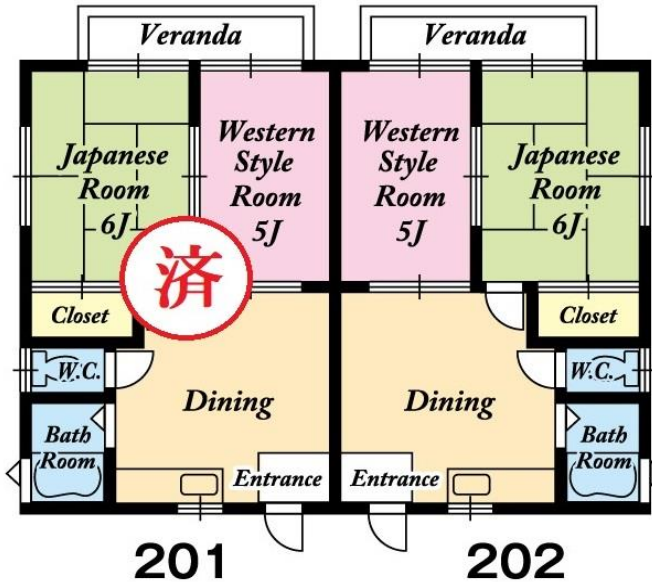 Veranda
Veranda
Japanese
Room
6J
Western
Style
Room
5J
Western
Style
Room
5J
Japanese
Room
6J
済
Closet
Closet
W.C.
Dining
Dining
W.C.
Bath
Room
Entrance
Entrance
Bath
Room
201
202